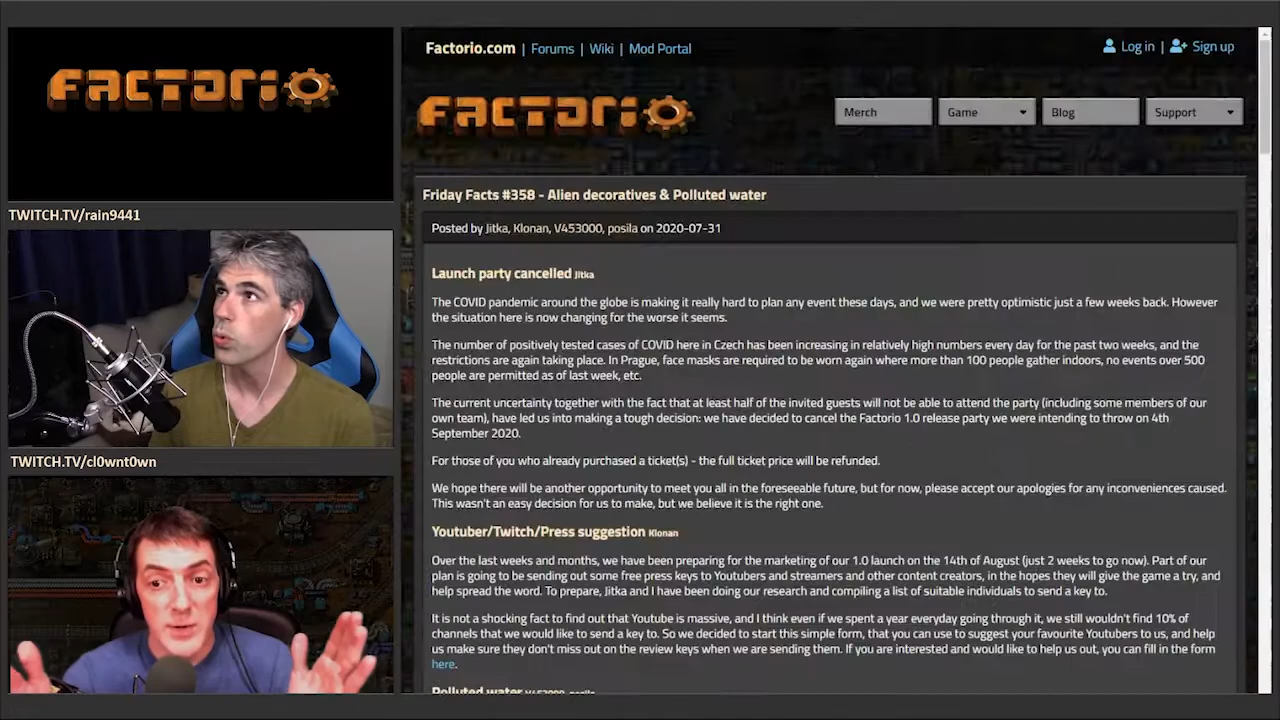 FACTORIO
TWITCH.TV/rain9441
TWITCH.TV/cl0wnt0wn
Factorio.com | Forums | Wiki | Mod Portal
Log in | Sign up
FACTORIO
Merch
Game
Blog
Support
Friday Facts #358 - Alien decoratives & Polluted water
Posted by Jitka, Klonan, V453000, posila on 2020-07-31
Launch party cancelled Jitka
The COVID pandemic around the globe is making it really hard to plan any event these days, and we were pretty optimistic just a few weeks back. However
the situation here is now changing for the worse it seems.
The number of positively tested cases of COVID here in Czech has been increasing in relatively high numbers every day for the past two weeks, and the
restrictions are again taking place. In Prague, face masks are required to be worn again where more than 100 people gather indoors, no events over 500
people are permitted as of last week, etc.
The current uncertainty together with the fact that at least half of the invited guests will not be able to attend the party (including some members of our
own team), have led us into making a tough decision: we have decided to cancel the Factorio 1.0 release party we were intending to throw on 4th
September 2020.
For those of you who already purchased a ticket(s) - the full ticket price will be refunded.
We hope there will be another opportunity to meet you all in the foreseeable future, but for now, please accept our apologies for any inconveniences caused.
This wasn't an easy decision for us to make, but we believe it is the right one.
Youtuber/Twitch/Press suggestion Klonan
Over the last weeks and months, we have been preparing for the marketing of our 1.0 launch on the 14th of August (just 2 weeks to go now). Part of our
plan is going to be sending out some free press keys to Youtubers and streamers and other content creators, in the hopes they will give the game a try, and
help spread the word. To prepare, Jitka and I have been doing our research and compiling a list of suitable individuals to send a key to.
It is not a shocking fact to find out that Youtube is massive, and I think even if we spent a year everyday going through it, we still wouldn't find 10% of
channels that we would like to send a key to. So we decided to start this simple form, that you can use to suggest your favourite Youtubers to us, and help
us make sure they don't miss out on the review keys when we are sending them. If you are interested and would like to help us out, you can fill in the form
here.
Polluted water V453000, posila